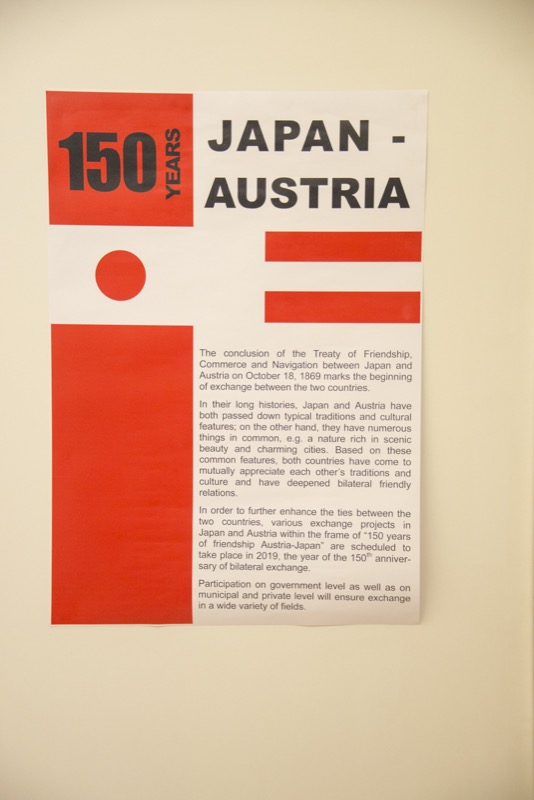 150
YEARS
JAPAN -
AUSTRIA
The conclusion of the Treaty of Friendship,
Commerce and Navigation between Japan and
Austria on October 18, 1869 marks the beginning
of exchange between the two countries.
In their long histories, Japan and Austria have
both passed down typical traditions and cultural
features; on the other hand, they have numerous
things in common, e.g. a nature rich in scenic
beauty and charming cities. Based on these
common features, both countries have come to
mutually appreciate each other's traditions and
culture and have deepened bilateral friendly
relations.
In order to further enhance the ties between the
two countries, various exchange projects in
Japan and Austria within the frame of "150 years
of friendship Austria-Japan" are scheduled to
take place in 2019, the year of the 150th anniver-
sary of bilateral exchange.
Participation on government level as well as on
municipal and private level will ensure exchange
in a wide variety of fields.